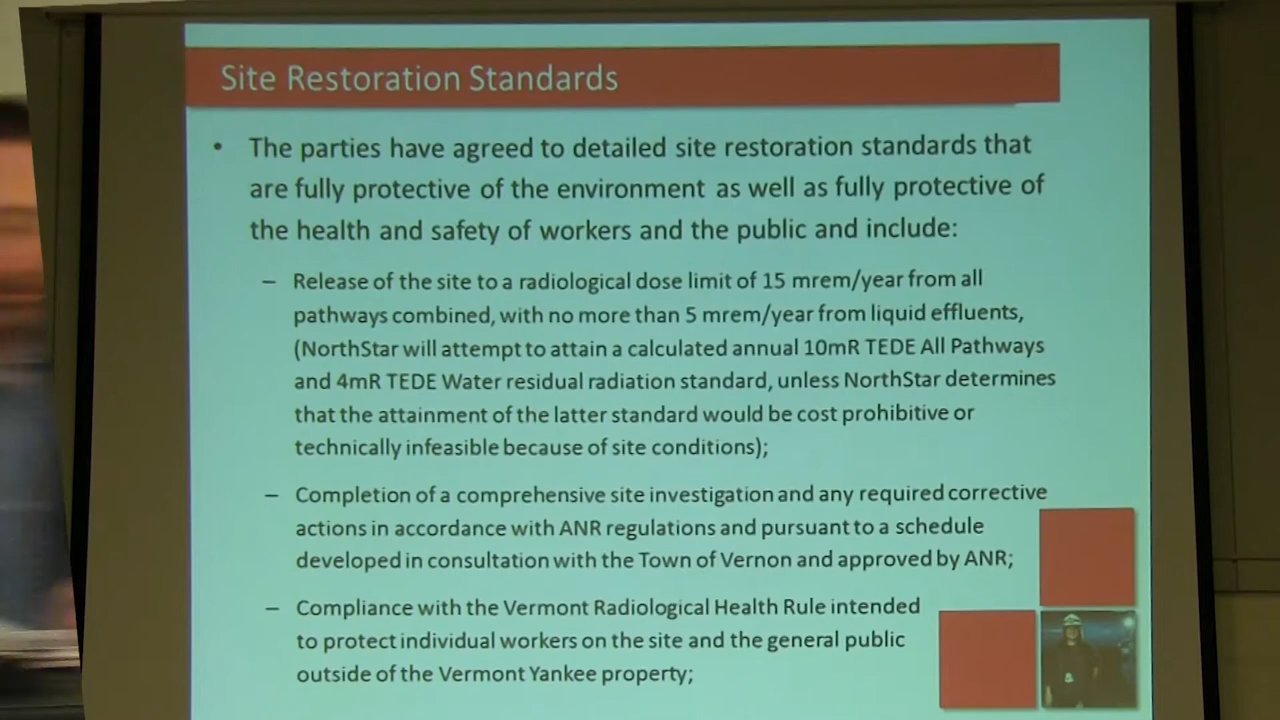 Site Restoration Standards
• The parties have agreed to detailed site restoration standards that
are fully protective of the environment as well as fully protective of
the health and safety of workers and the public and include:
– Release of the site to a radiological dose limit of 15 mrem/year from all
pathways combined, with no more than 5 mrem/year from liquid effluents,
(NorthStar will attempt to attain a calculated annual 10mR TEDE All Pathways
and 4mR TEDE Water residual radiation standard, unless NorthStar determines
that the attainment of the latter standard would be cost prohibitive or
technically infeasible because of site conditions);
– Completion of a comprehensive site investigation and any required corrective
actions in accordance with ANR regulations and pursuant to a schedule
developed in consultation with the Town of Vernon and approved by ANR;
– Compliance with the Vermont Radiological Health Rule intended
to protect individual workers on the site and the general public
outside of the Vermont Yankee property;